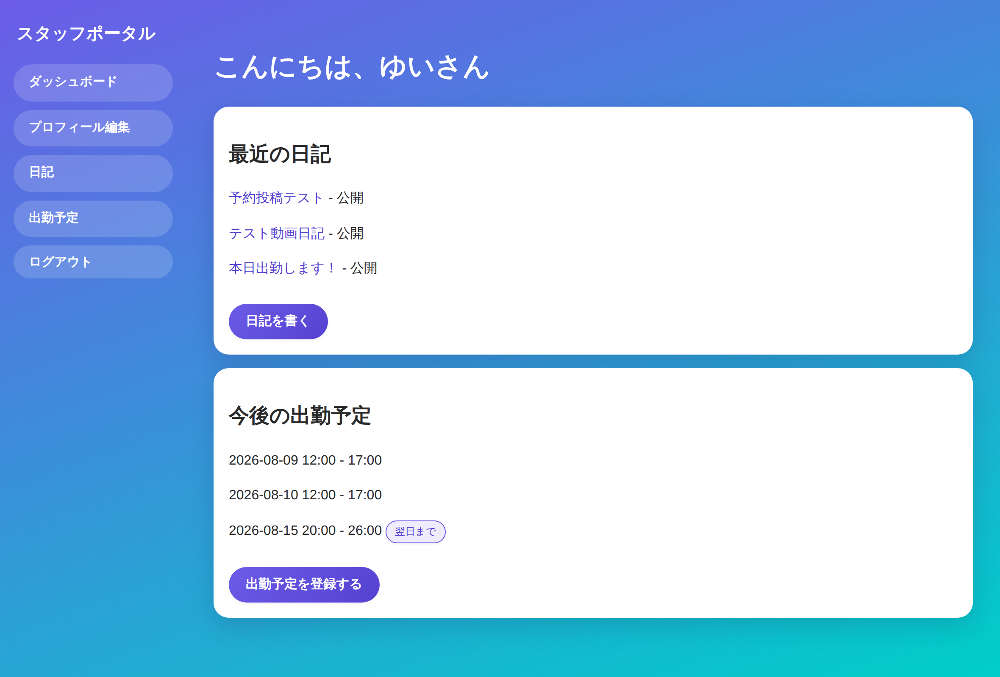 スタッフポータル
ダッシュボード
プロフィール編集
日記
出勤予定
ログアウト
こんにちは、ゆいさん
最近の日記
予約投稿テスト - 公開
テスト動画日記 - 公開
本日出勤します！ - 公開
日記を書く
今後の出勤予定
2026-08-09 12:00 - 17:00
2026-08-10 12:00 - 17:00
2026-08-15 20:00 - 26:00 翌日まで
出勤予定を登録する